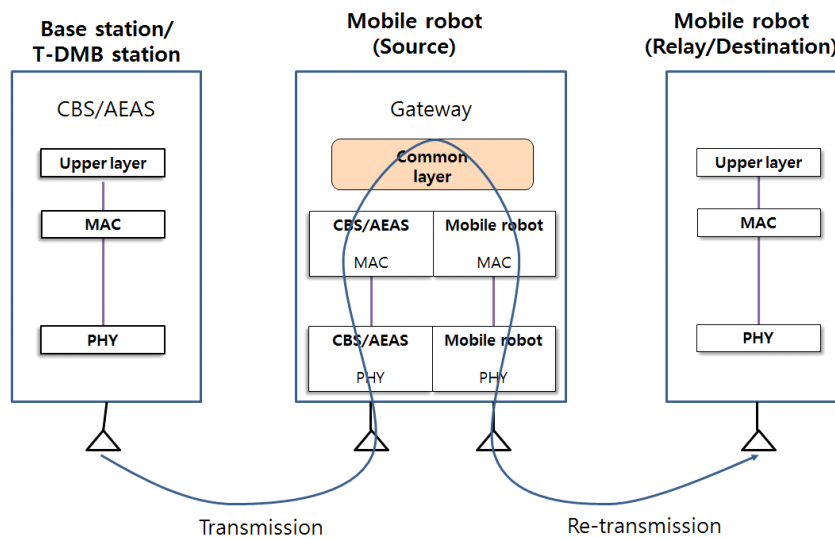 Base station/
T-DMB station
CBS/AEAS
Upper layer
MAC
PHY
Mobile robot
(Source)
Gateway
Common
layer
CBS/AEAS
MAC
Mobile robot
MAC
CBS/AEAS
PHY
Mobile robot
PHY
Mobile robot
(Relay/Destination)
Upper layer
MAC
PHY
Transmission
Re-transmission